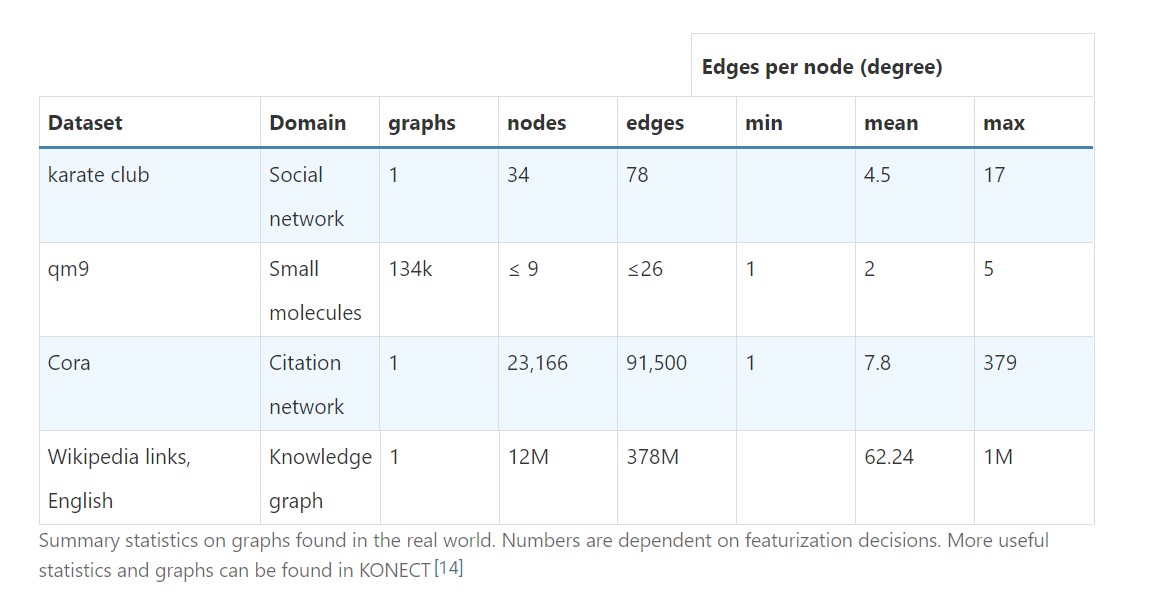 Edges per node (degree)
Dataset Domain graphs nodes edges min mean max
karate club Social 1 34 78 4.5 17
network
qm9 Small 134k ≤ 9 ≤26 1 2 5
molecules
Cora Citation 1 23,166 91,500 1 7.8 379
network
Wikipedia links, Knowledge 1 12M 378M 62.24 1M
English graph
Summary statistics on graphs found in the real world. Numbers are dependent on featurization decisions. More useful
statistics and graphs can be found in KONECT[14]